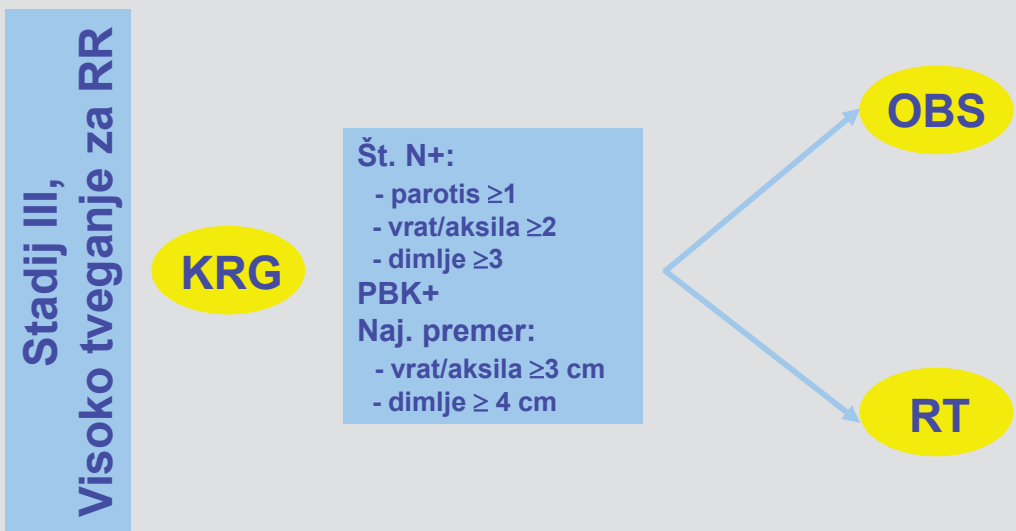 Stadij III,
Visoko tveganje za RR
KRG
Št. N+:
- parotis ≥1
- vrat/aksila ≥2
- dimlje ≥3
PBK+
Naj. premer:
- vrat/aksila ≥3 cm
- dimlje ≥ 4 cm
OBS
RT